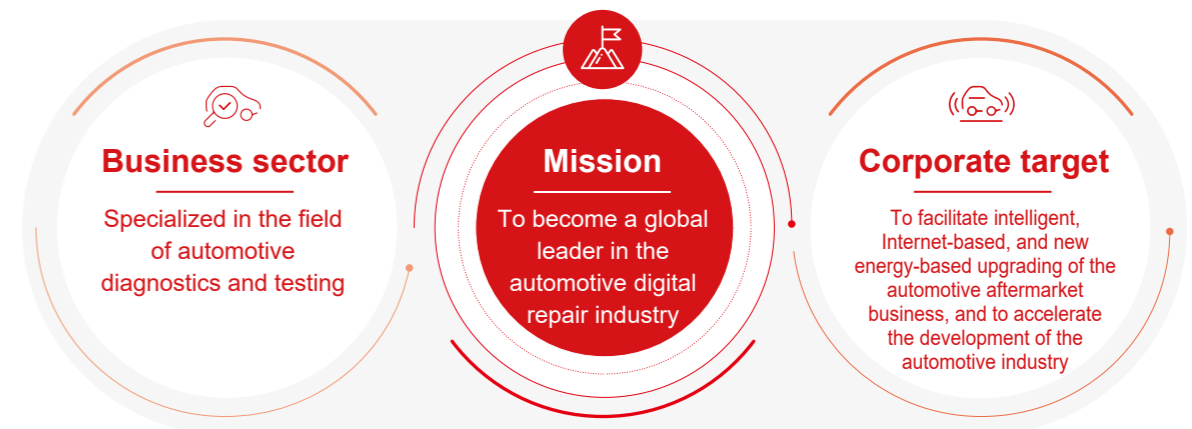 Business sector
Specialized in the field
of automotive
diagnostics and testing
Mission
To become a global
leader in the
automotive digital
repair industry
Corporate target
To facilitate intelligent,
Internet-based, and new
energy-based upgrading of the
automotive aftermarket
business, and to accelerate
the development of the
automotive industry